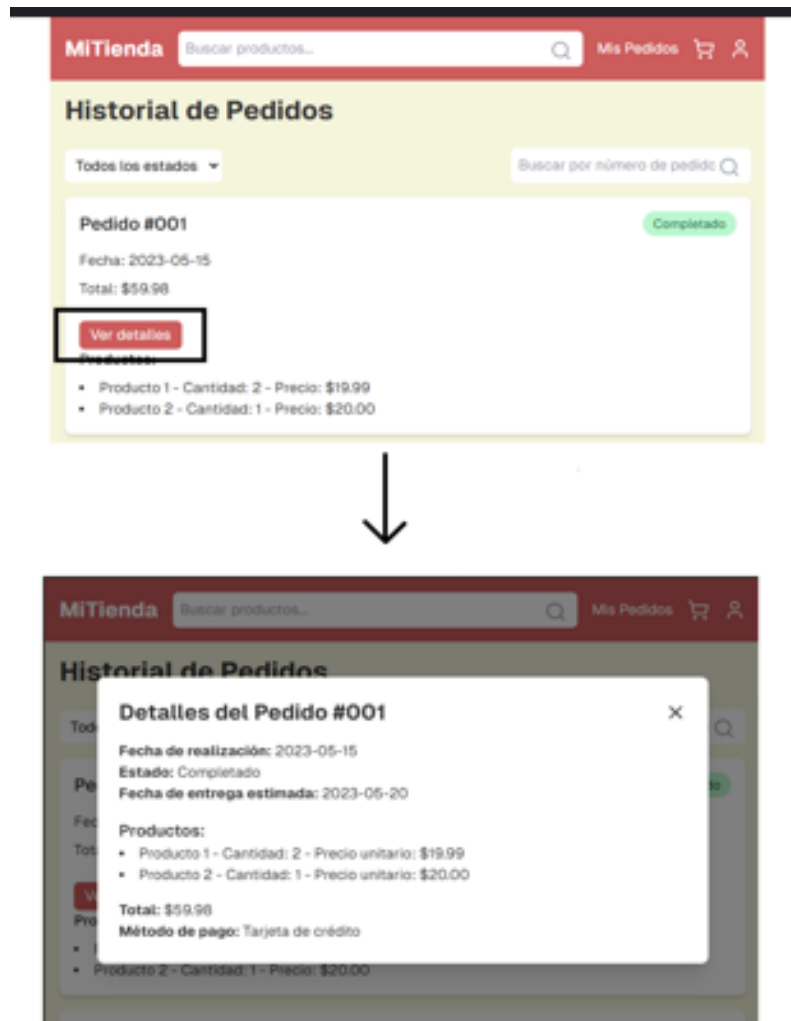 MiTienda Buscar productos... Mis Pedidos
Historial de Pedidos
Todos los estados Buscar por número de pedido
Pedido #001 Completado
Fecha: 2023-05-15
Total: $59.98
Ver detalles
Productos:
• Producto 1 - Cantidad: 2 - Precio: $19.99
• Producto 2 - Cantidad: 1 - Precio: $20.00
MiTienda Buscar productos... Mis Pedidos
Historial de Pedidos
Detalles del Pedido #001
Fecha de realización: 2023-05-15
Estado: Completado
Fecha de entrega estimada: 2023-05-20
Productos:
• Producto 1 - Cantidad: 2 - Precio unitario: $19.99
• Producto 2 - Cantidad: 1 - Precio unitario: $20.00
Total: $59.98
Método de pago: Tarjeta de crédito
• Producto 2 - Cantidad: 1 - Precio: $20.00